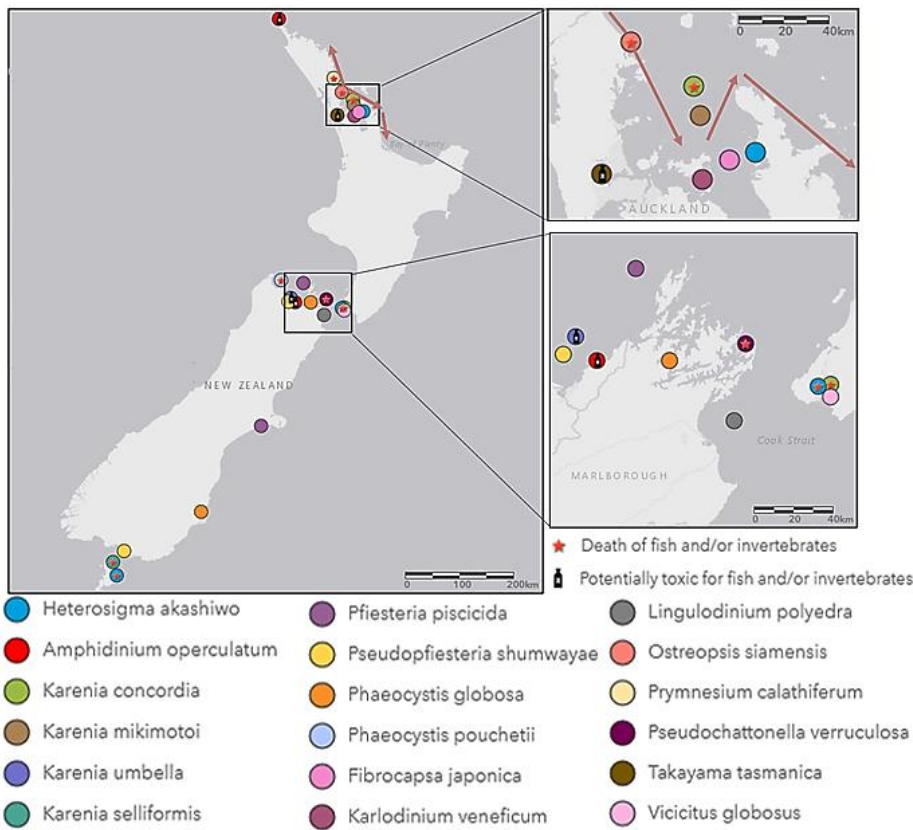 0 20 40km
AUCKLAND
Bay of Plenty
NEW ZEALAND
Cook Strait
MARLBOROUGH
0 20 40km
0 100 200km
Death of fish and/or invertebrates
Potentially toxic for fish and/or invertebrates
Heterosigma akashiwo
Amphidinium operculatum
Karenia concordia
Karenia mikimotoi
Karenia umbella
Karenia selliformis
Pfiesteria piscicida
Pseudopfiesteria shumwayae
Phaeocystis globosa
Phaeocystis pouchetii
Fibrocapsa japonica
Karlodinium veneficum
Lingulodinium polyedra
Ostreopsis siamensis
Prymnesium calathiferum
Pseudochattonella verruculosa
Takayama tasmanica
Vicicitus globosus